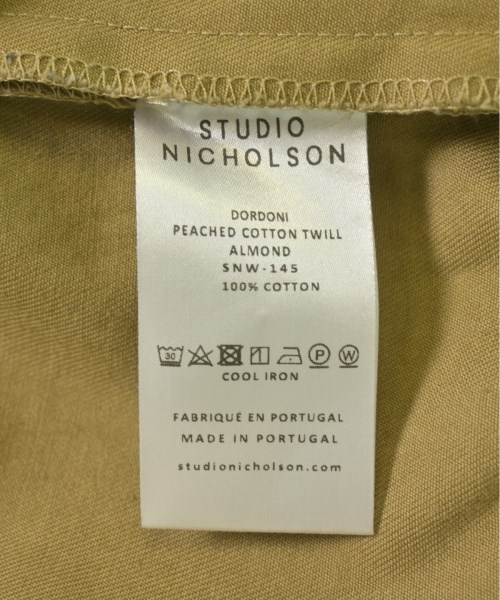 STUDIO
NICHOLSON
DORDONI
PEACHED COTTON TWILL
ALMOND
SNW-145
100% COTTON
30 P W
COOL IRON
FABRIQUÉ EN PORTUGAL
MADE IN PORTUGAL
studionicholson.com